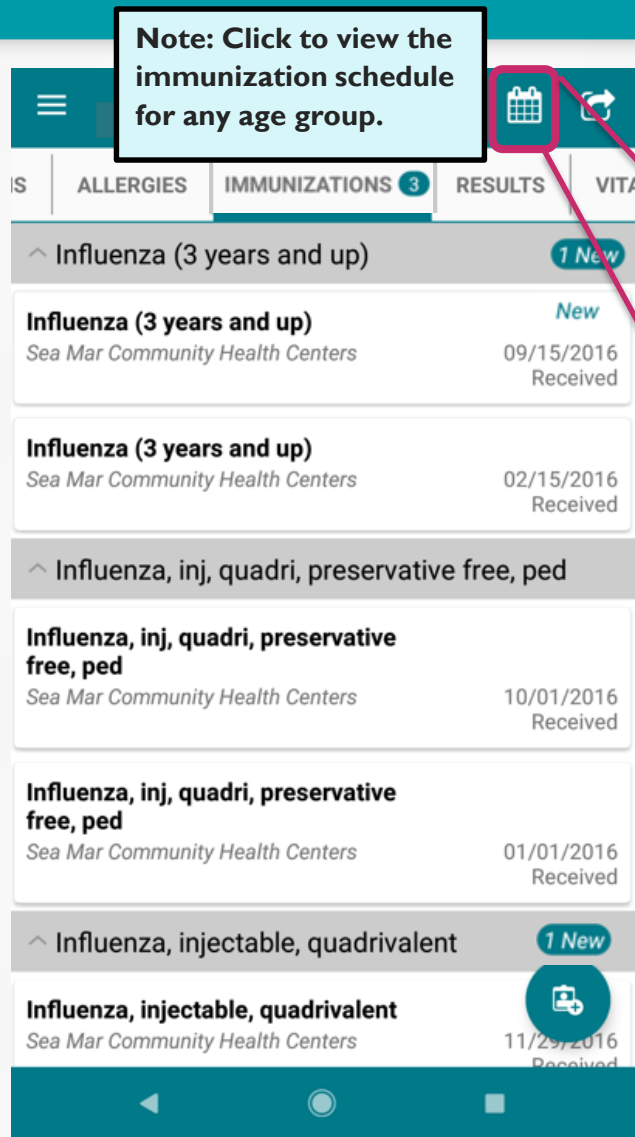 Note: Click to view the
immunization schedule
for any age group.
S
ALLERGIES
IMMUNIZATIONS 3
RESULTS
VITA
Influenza (3 years and up)
1 New
Influenza (3 years and up)
New
Sea Mar Community Health Centers
09/15/2016
Received
Influenza (3 years and up)
Sea Mar Community Health Centers
02/15/2016
Received
Influenza, inj, quadri, preservative free, ped
Influenza, inj, quadri, preservative
free, ped
Sea Mar Community Health Centers
10/01/2016
Received
Influenza, inj, quadri, preservative
free, ped
Sea Mar Community Health Centers
01/01/2016
Received
Influenza, injectable, quadrivalent
1 New
Influenza, injectable, quadrivalent
Sea Mar Community Health Centers
11/29/2016
Received